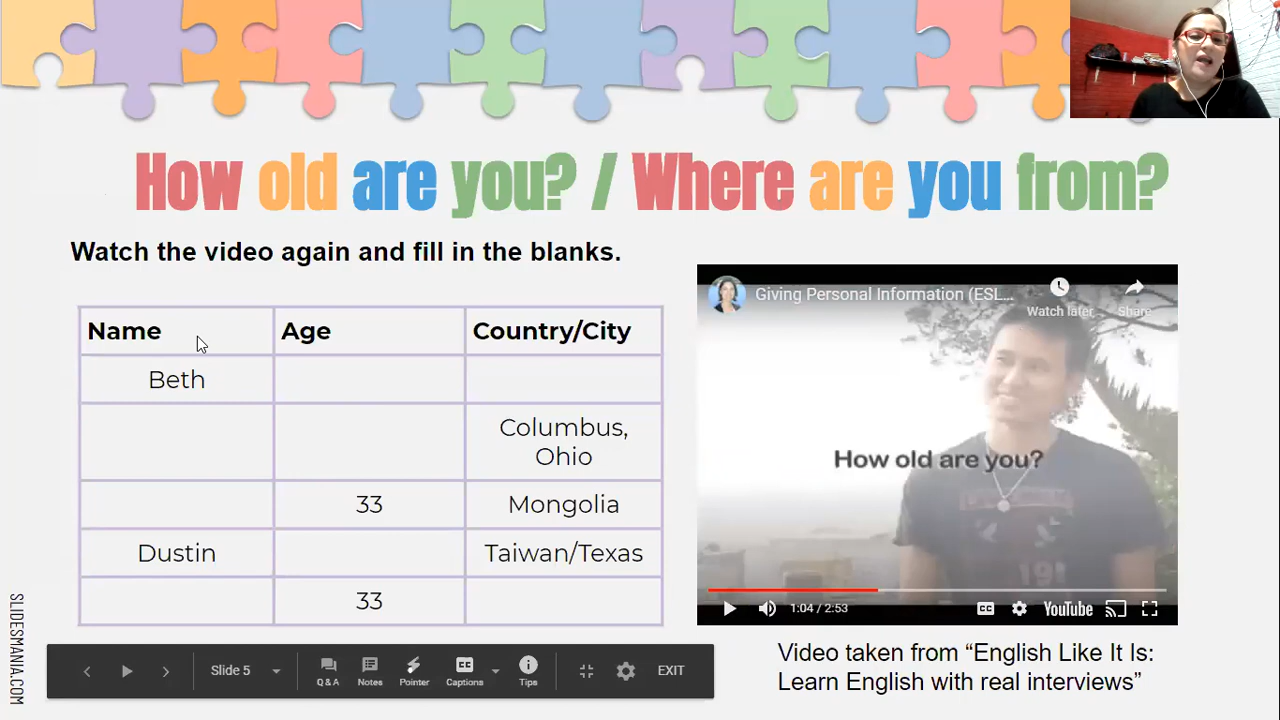 How old are you? / Where are you from?
Watch the video again and fill in the blanks.
Name Age Country/City
Beth
Columbus,
Ohio
33 Mongolia
Dustin Taiwan/Texas
33
Giving Personal Information (ESL...
Watch later Share
How old are you?
1:04 / 2:53
CC
YouTube
Video taken from “English Like It Is:
Learn English with real interviews”
Slide 5
Q & A Notes Pointer Captions Tips EXIT
SLIDESMANIA.COM